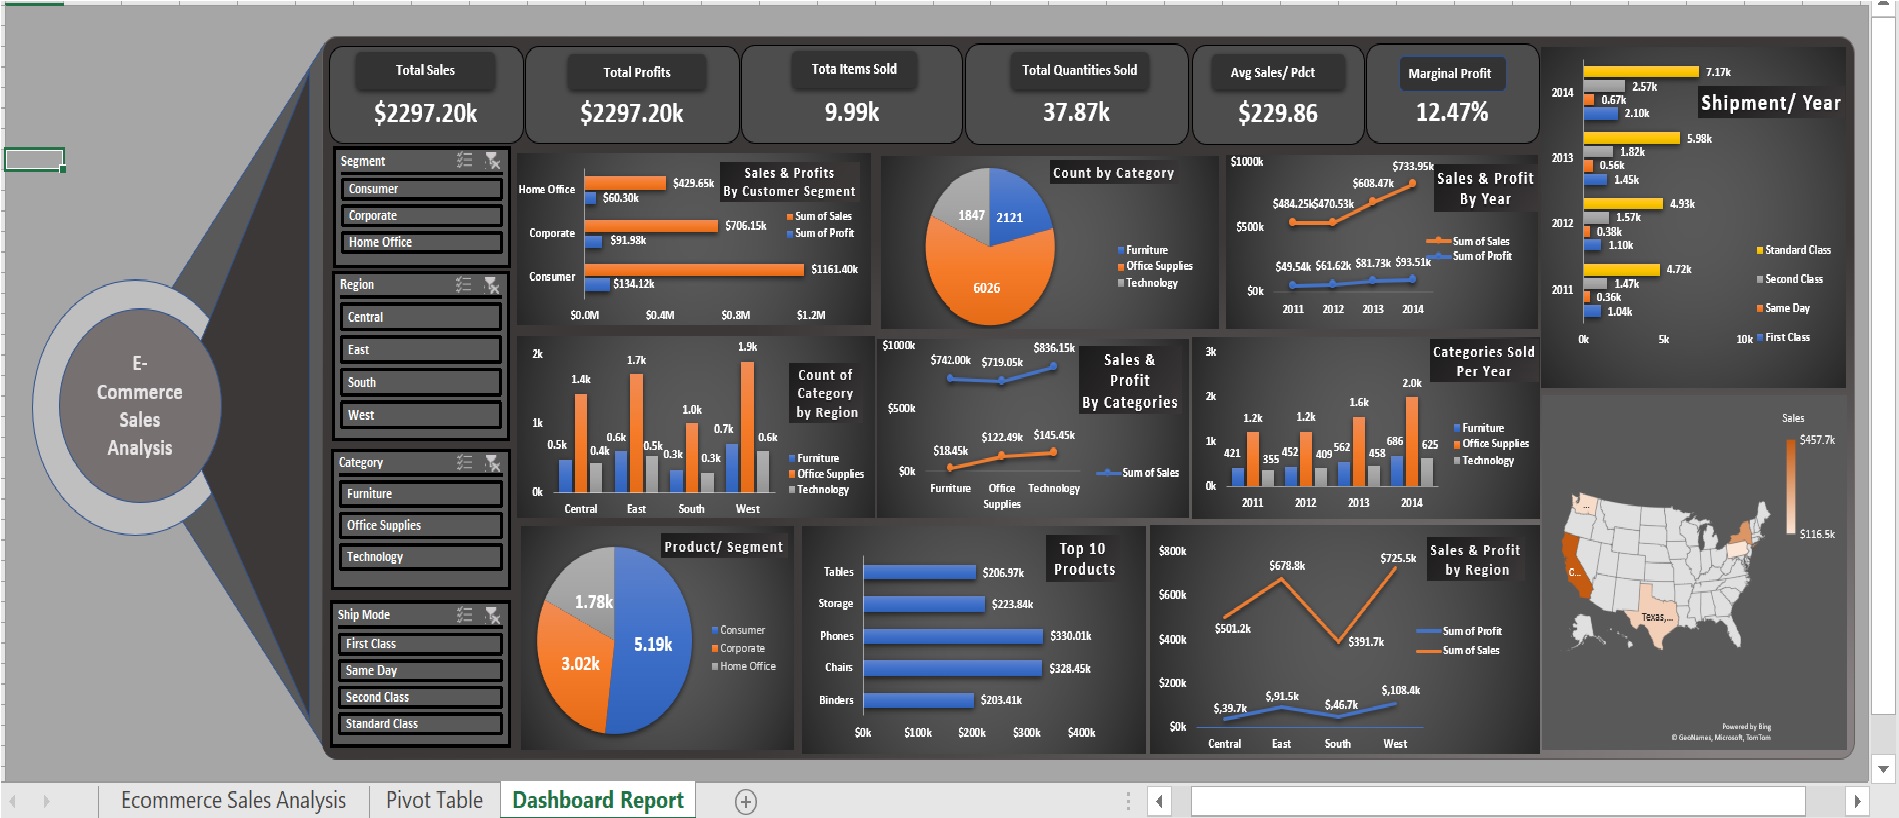 Total Sales
$2297.20k
Total Profits
$2297.20k
Tota Items Sold
9.99k
Total Quantities Sold
37.87k
Avg Sales/ Pdct
$229.86
Marginal Profit
12.47%
E-
Commerce
Sales
Analysis
Segment
Consumer
Corporate
Home Office
Region
Central
East
South
West
Category
Furniture
Office Supplies
Technology
Ship Mode
First Class
Same Day
Second Class
Standard Class
Sales & Profits
By Customer Segment
Home Office
$429.65k
$60.30k
Corporate
$706.15k
$91.98k
Consumer
$1161.40k
$134.12k
$0.0M $0.4M $0.8M $1.2M
Sum of Sales
Sum of Profit
Count by Category
1847 2121
6026
Furniture
Office Supplies
Technology
Sales & Profit
By Year
$1000k
$500k
$0k
$484.25k $470.53k $608.47k $733.95k
$49.54k $61.62k $81.73k $93.51k
2011 2012 2013 2014
Sum of Sales
Sum of Profit
Shipment/ Year
2014
7.17k
2.57k
0.67k
2.10k
2013
5.98k
1.82k
0.56k
1.45k
2012
4.93k
1.57k
0.38k
1.10k
2011
4.72k
1.47k
0.36k
1.04k
0k 5k 10k
Standard Class
Second Class
Same Day
First Class
Count of
Category
by Region
2k
1k
0k
0.5k 1.4k 0.4k
0.6k 1.7k 0.5k
0.3k 1.0k 0.3k
0.7k 1.9k 0.6k
Central East South West
Furniture
Office Supplies
Technology
Sales &
Profit
By Categories
$1000k
$500k
$0k
$742.00k $719.05k $836.15k
$18.45k $122.49k $145.45k
Furniture Office Technology
Supplies
Sum of Sales
Categories Sold
Per Year
3k
2k
1k
0k
421 1.2k 355
452 1.2k 409
562 1.6k 458
686 2.0k 625
2011 2012 2013 2014
Furniture
Office Supplies
Technology
Sales
$457.7k
$116.5k
C...
...
Texas,...
Powered by Bing
© GeoNames, Microsoft, TomTom
Product/ Segment
1.78k
3.02k
5.19k
Consumer
Corporate
Home Office
Top 10
Products
Tables $206.97k
Storage $223.84k
Phones $330.01k
Chairs $328.45k
Binders $203.41k
$0k $100k $200k $300k $400k
Sales & Profit
by Region
$800k
$600k
$400k
$200k
$0k
$501.2k $678.8k $391.7k $725.5k
$,39.7k $,91.5k $,46.7k $,108.4k
Central East South West
Sum of Profit
Sum of Sales
Ecommerce Sales Analysis Pivot Table Dashboard Report